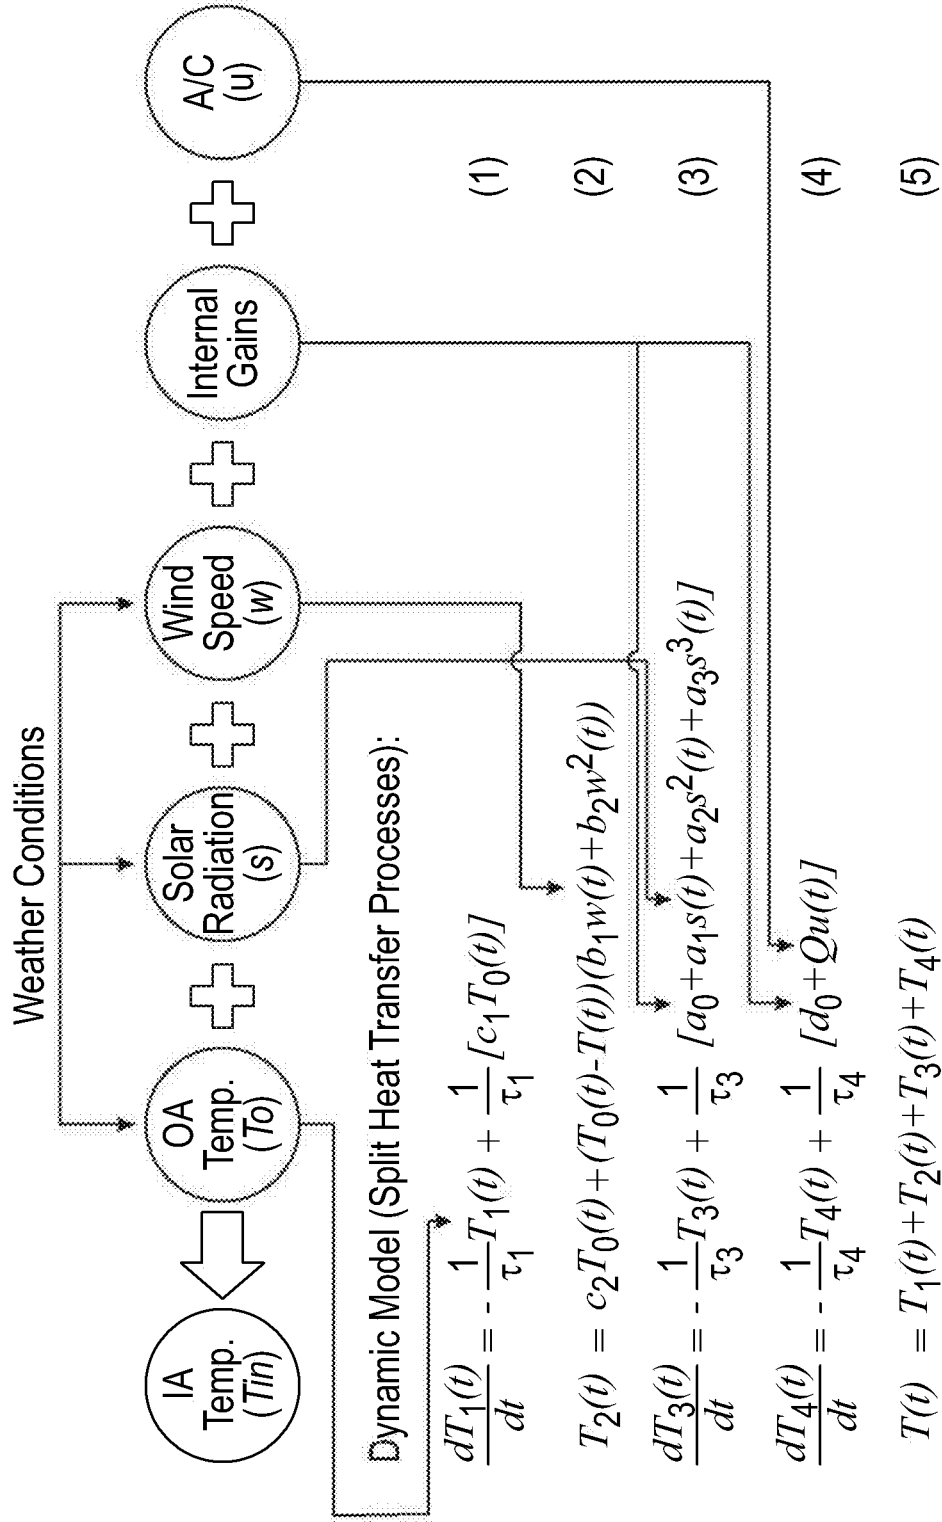 Weather Conditions
IA
Temp.
(Tin)
OA
Temp.
(To)
Solar
Radiation
(s)
Wind
Speed
(w)
Internal
Gains
A/C
(u)
Dynamic Model (Split Heat Transfer Processes):
dT₁(t)/dt = - 1/τ₁ T₁(t) + 1/τ₁ [c₁T₀(t)] (1)
T₂(t) = c₂T₀(t)+(T₀(t)-T(t))(b₁w(t)+b₂w²(t)) (2)
dT₃(t)/dt = - 1/τ₃ T₃(t) + 1/τ₃ [a₀+a₁s(t)+a₂s²(t)+a₃s³(t)] (3)
dT₄(t)/dt = - 1/τ₄ T₄(t) + 1/τ₄ [d₀+Qu(t)] (4)
T(t) = T₁(t)+T₂(t)+T₃(t)+T₄(t) (5)